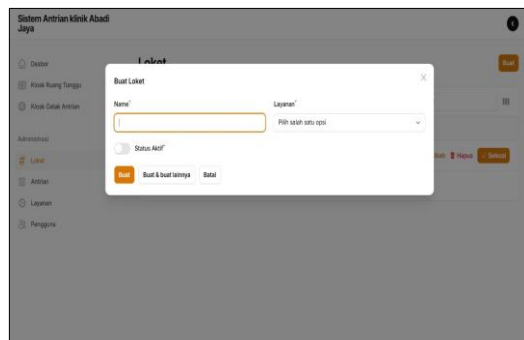 Sistem Antrian klinik Abadi
Jaya
Dasbor
Kiosk Ruang Tunggu
Kiosk Cetak Antrian
Administrasi
Loket
Antrian
Layanan
Pengguna
Loket
Buat
Buat Loket
Name*
Layanan*
Pilih salah satu opsi
Status Aktif*
Buat
Buat & buat lainnya
Batal
Hapus
Selesai